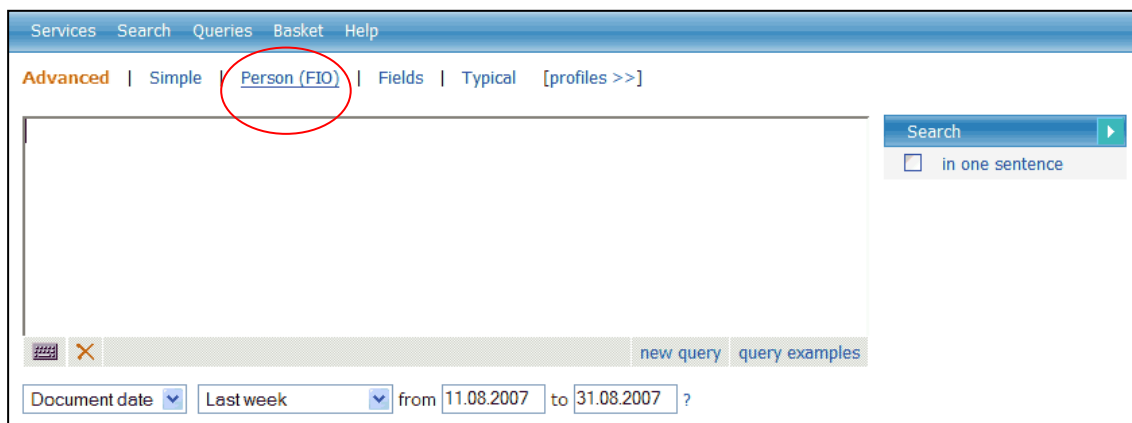 Services Search Queries Basket Help
Advanced | Simple | Person (FIO) | Fields | Typical [profiles >>]
Search
in one sentence
new query query examples
Document date Last week from 11.08.2007 to 31.08.2007 ?